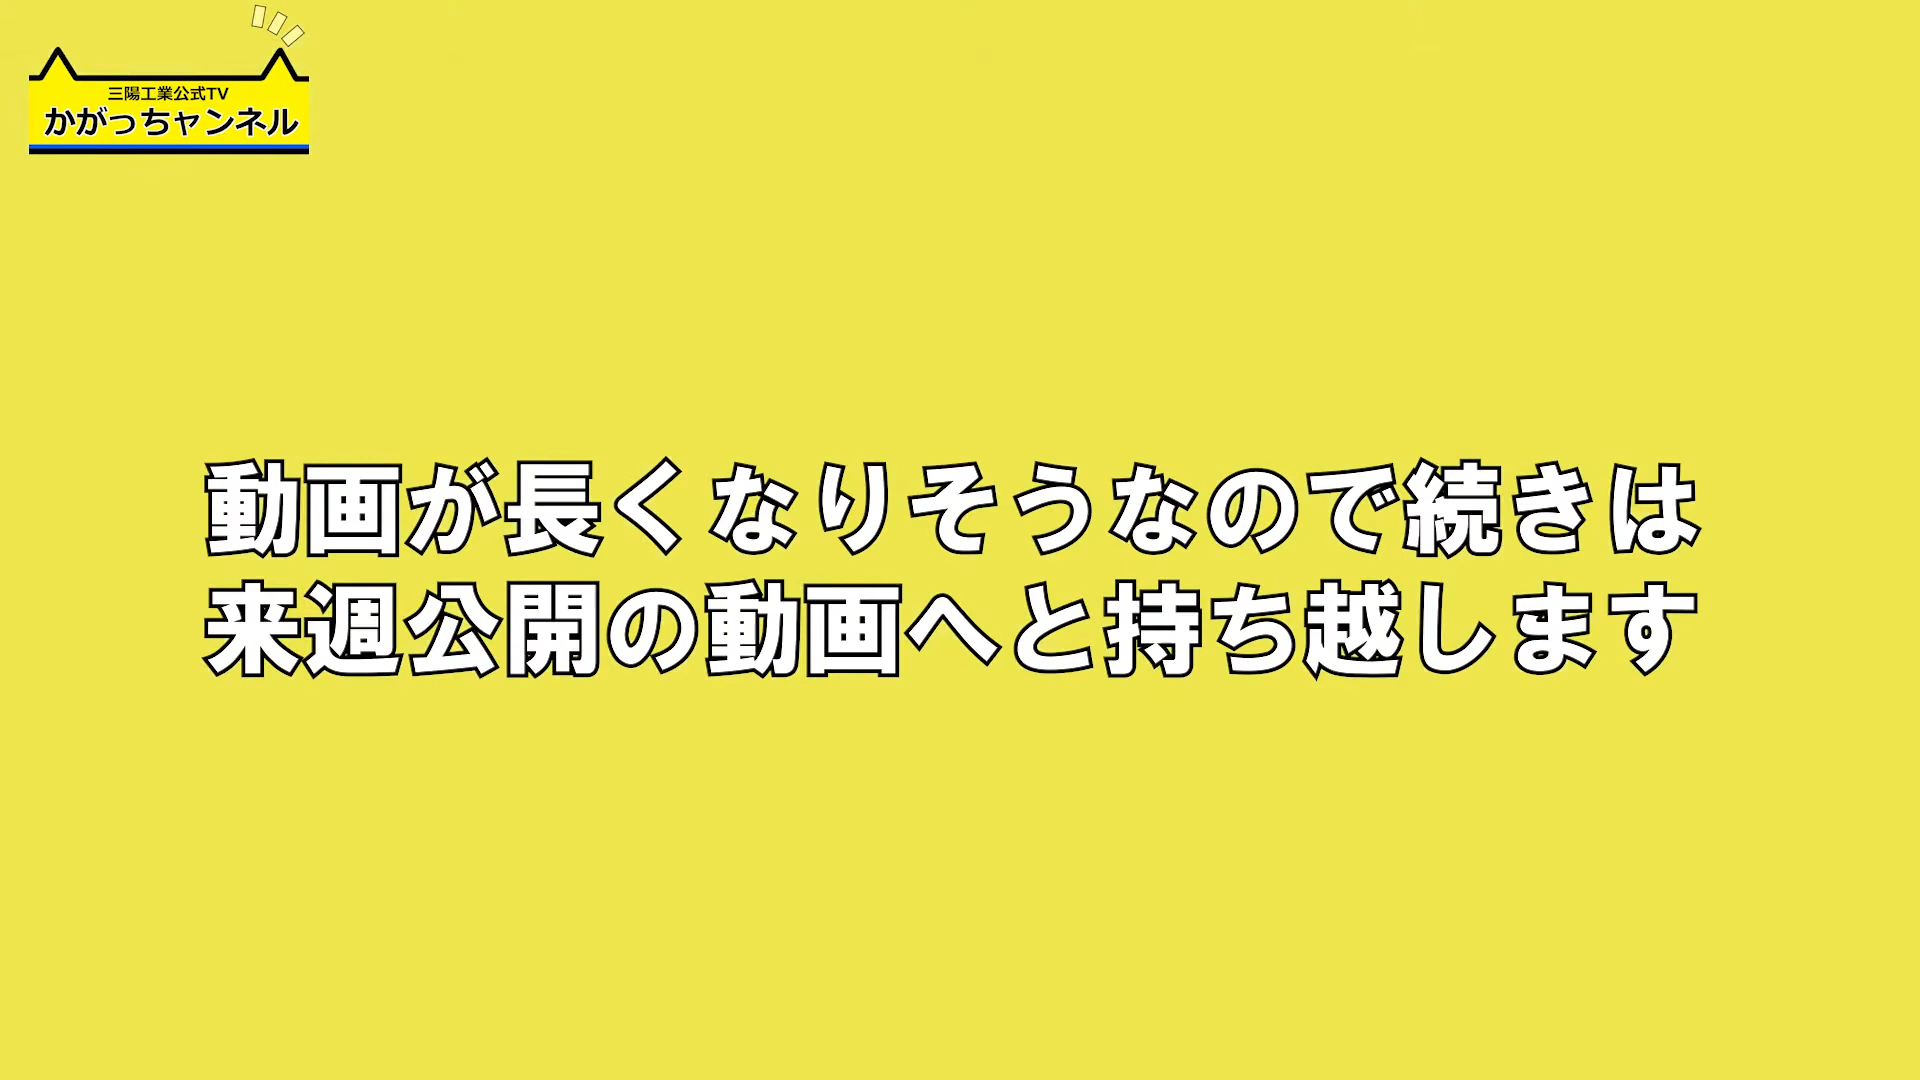 三陽工業公式TV
かがっちャンネル
動画が長くなりそうなので続きは
来週公開の動画へと持ち越します